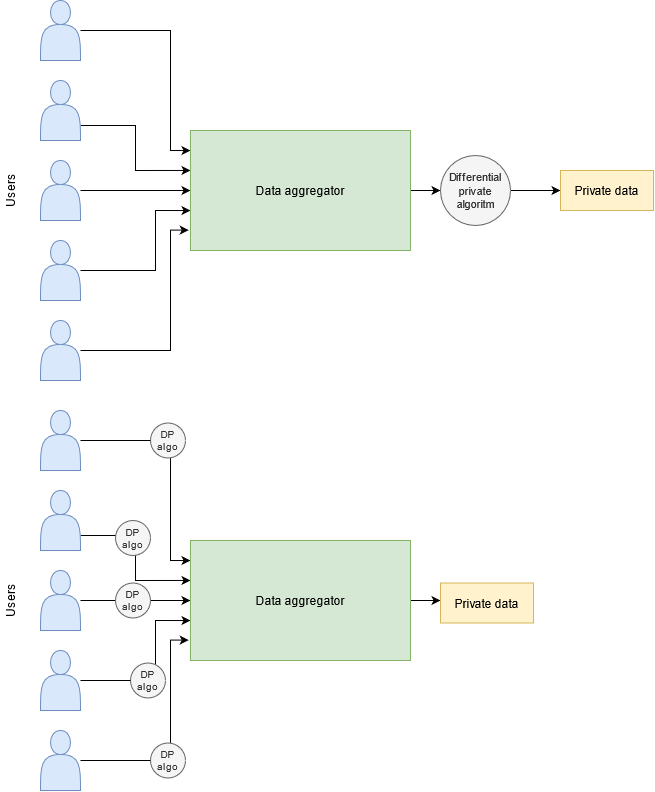 Users
Data aggregator
Differential
private
algoritm
Private data
DP
algo
DP
algo
DP
algo
DP
algo
DP
algo
Users
Data aggregator
Private data